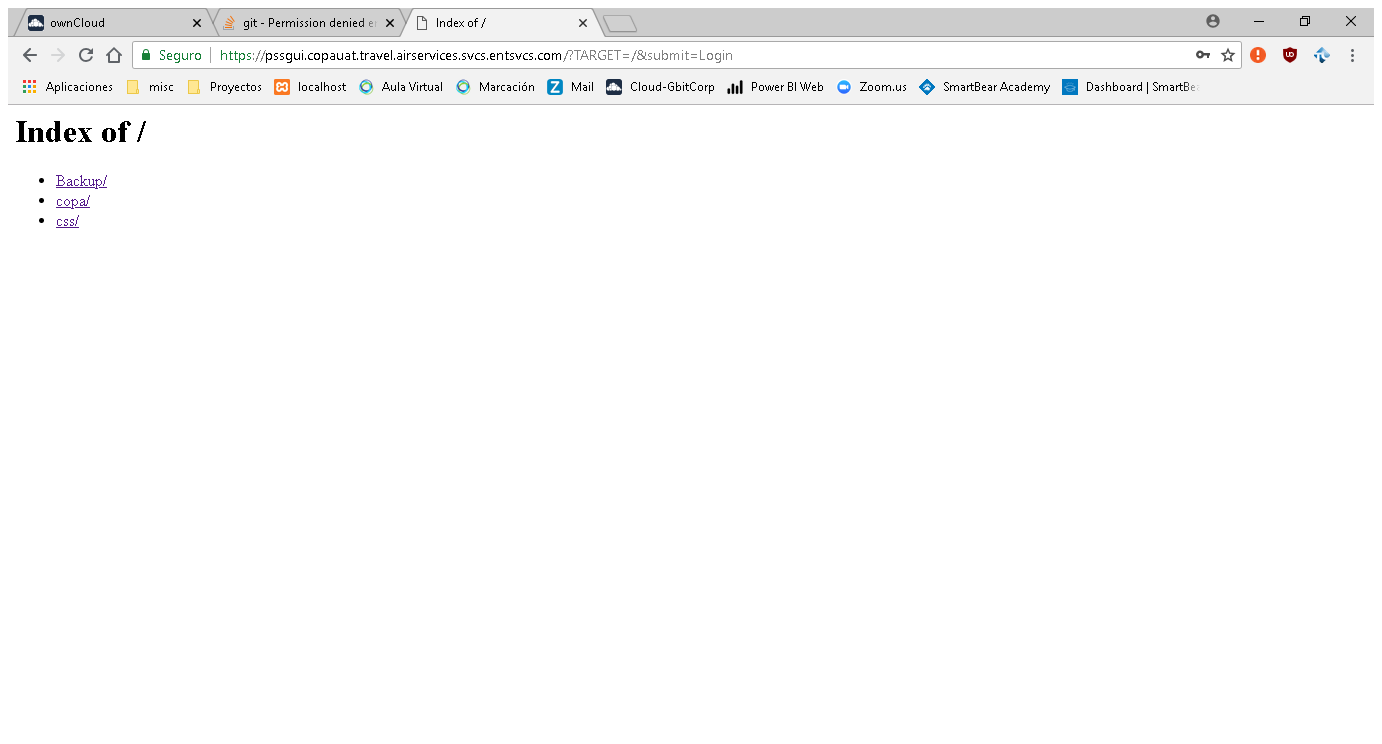 ownCloud
git - Permission denied e
Index of /
Seguro
https://pssgui.copauat.travel.airservices.svcs.entsvcs.com/?TARGET=/&submit=Login
Aplicaciones misc Proyectos localhost Aula Virtual Marcación Mail Cloud-GbitCorp Power BI Web Zoom.us SmartBear Academy Dashboard | SmartBe
Index of /
Backup/
copa/
css/